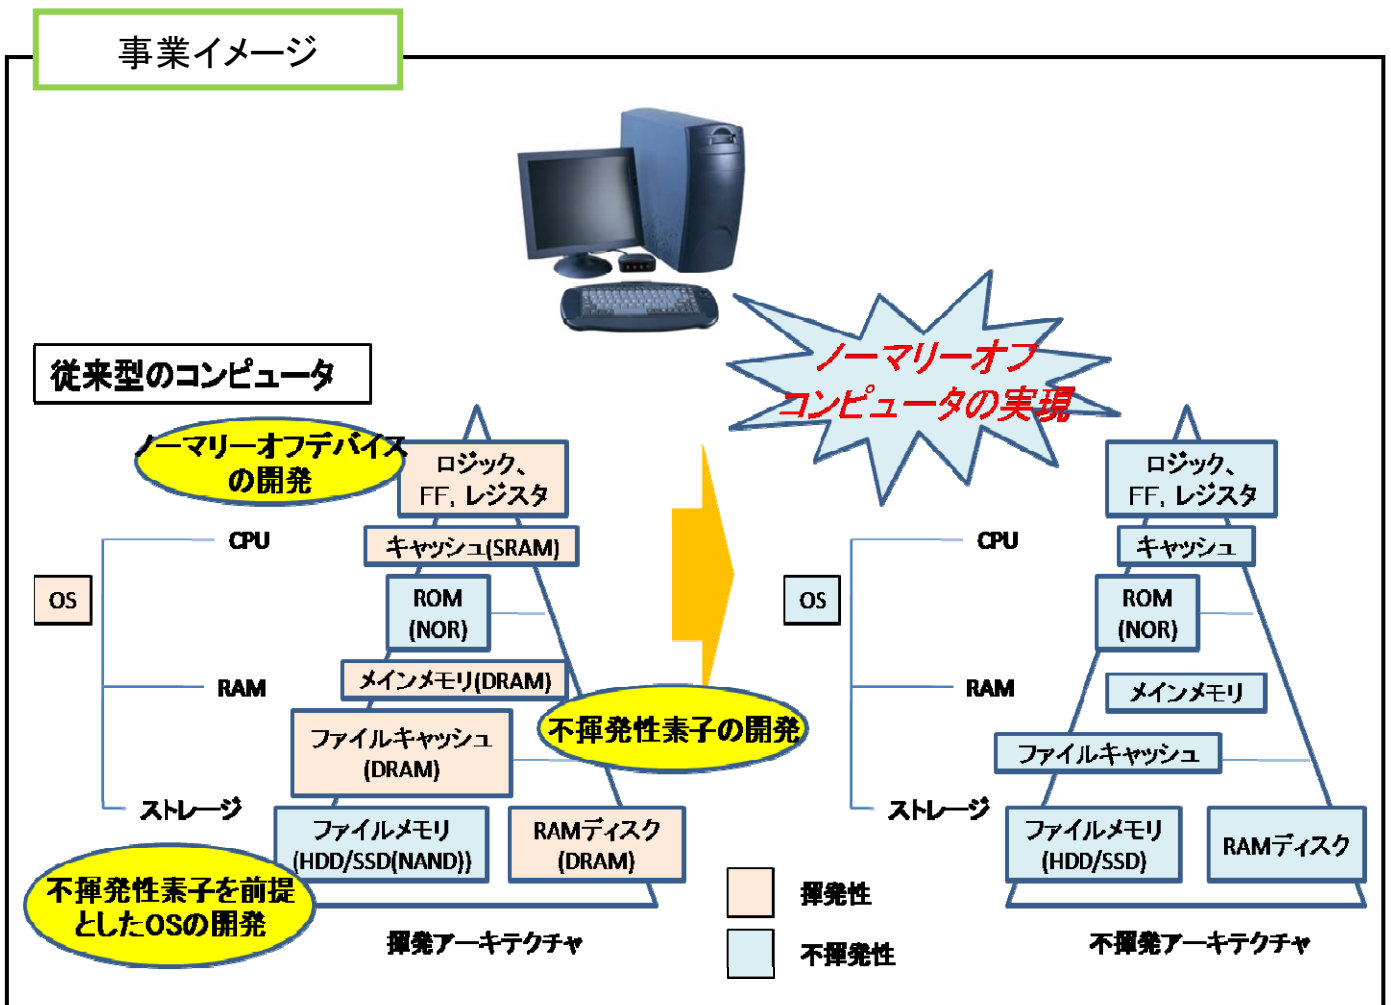 事業イメージ
ノーマリーオフ
コンピュータの実現
従来型のコンピュータ
ノーマリーオフデバイス
の開発
ロジック、
FF, レジスタ
CPU
キャッシュ(SRAM)
OS
ROM
(NOR)
RAM
メインメモリ(DRAM)
ファイルキャッシュ
(DRAM)
不揮発性素子の開発
ストレージ
ファイルメモリ
(HDD/SSD(NAND))
RAMディスク
(DRAM)
不揮発性素子を前提
としたOSの開発
揮発アーキテクチャ
ロジック、
FF, レジスタ
CPU
キャッシュ
OS
ROM
(NOR)
RAM
メインメモリ
ファイルキャッシュ
ストレージ
ファイルメモリ
(HDD/SSD)
RAMディスク
揮発性
不揮発性
不揮発アーキテクチャ